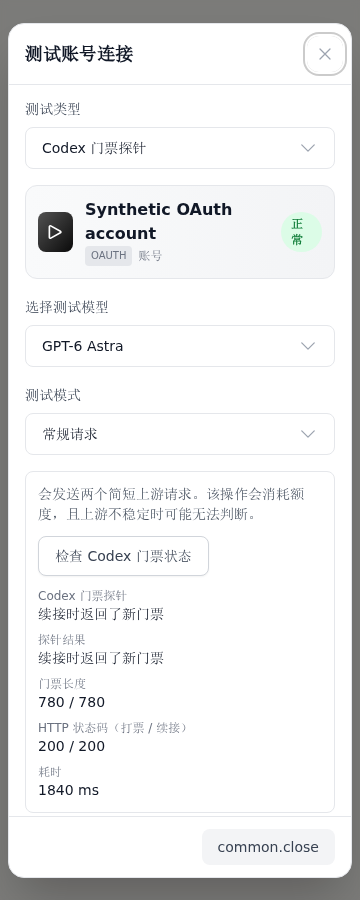 测试账号连接
测试类型
Codex 门票探针
Synthetic OAuth
account
OAUTH 账号
正
常
选择测试模型
GPT-6 Astra
测试模式
常规请求
会发送两个简短上游请求。该操作会消耗额
度，且上游不稳定时可能无法判断。
检查 Codex 门票状态
Codex 门票探针
续接时返回了新门票
探针结果
续接时返回了新门票
门票长度
780 / 780
HTTP 状态码（打票 / 续接）
200 / 200
耗时
1840 ms
common.close